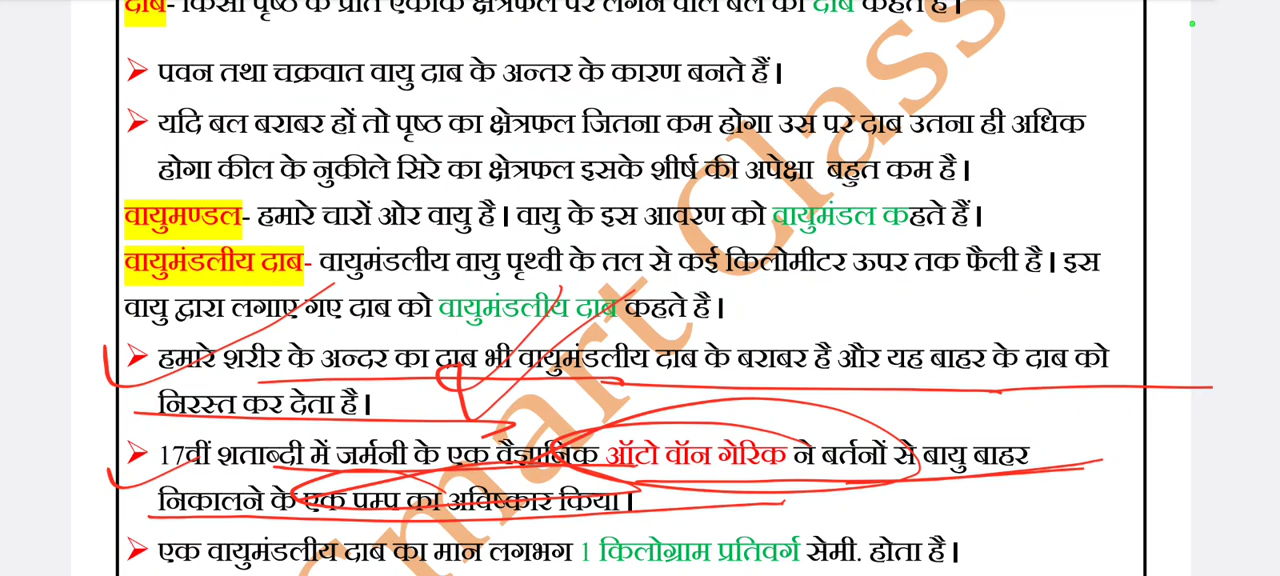 दाब- किसी पृष्ठ के प्रति एकांक क्षेत्रफल पर लगने वाले बल को दाब कहते हैं।
पवन तथा चक्रवात वायु दाब के अन्तर के कारण बनते हैं।
यदि बल बराबर हों तो पृष्ठ का क्षेत्रफल जितना कम होगा उस पर दाब उतना ही अधिक
होगा कील के नुकीले सिरे का क्षेत्रफल इसके शीर्ष की अपेक्षा बहुत कम है।
वायुमण्डल- हमारे चारों ओर वायु है। वायु के इस आवरण को वायुमंडल कहते हैं।
वायुमंडलीय दाब- वायुमंडलीय वायु पृथ्वी के तल से कई किलोमीटर ऊपर तक फैली है। इस
वायु द्वारा लगाए गए दाब को वायुमंडलीय दाब कहते है।
हमारे शरीर के अन्दर का दाब भी वायुमंडलीय दाब के बराबर है और यह बाहर के दाब को
निरस्त कर देता है।
17वीं शताब्दी में जर्मनी के एक वैज्ञानिक ऑटो वॉन गेरिक ने बर्तनों से बायु बाहर
निकालने के एक पम्प का अविष्कार किया।
एक वायुमंडलीय दाब का मान लगभग 1 किलोग्राम प्रतिवर्ग सेमी. होता है।
Smart Class